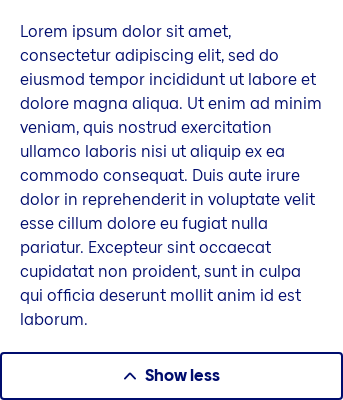 Lorem ipsum dolor sit amet,
consectetur adipiscing elit, sed do
eiusmod tempor incididunt ut labore et
dolore magna aliqua. Ut enim ad minim
veniam, quis nostrud exercitation
ullamco laboris nisi ut aliquip ex ea
commodo consequat. Duis aute irure
dolor in reprehenderit in voluptate velit
esse cillum dolore eu fugiat nulla
pariatur. Excepteur sint occaecat
cupidatat non proident, sunt in culpa
qui officia deserunt mollit anim id est
laborum.
Show less